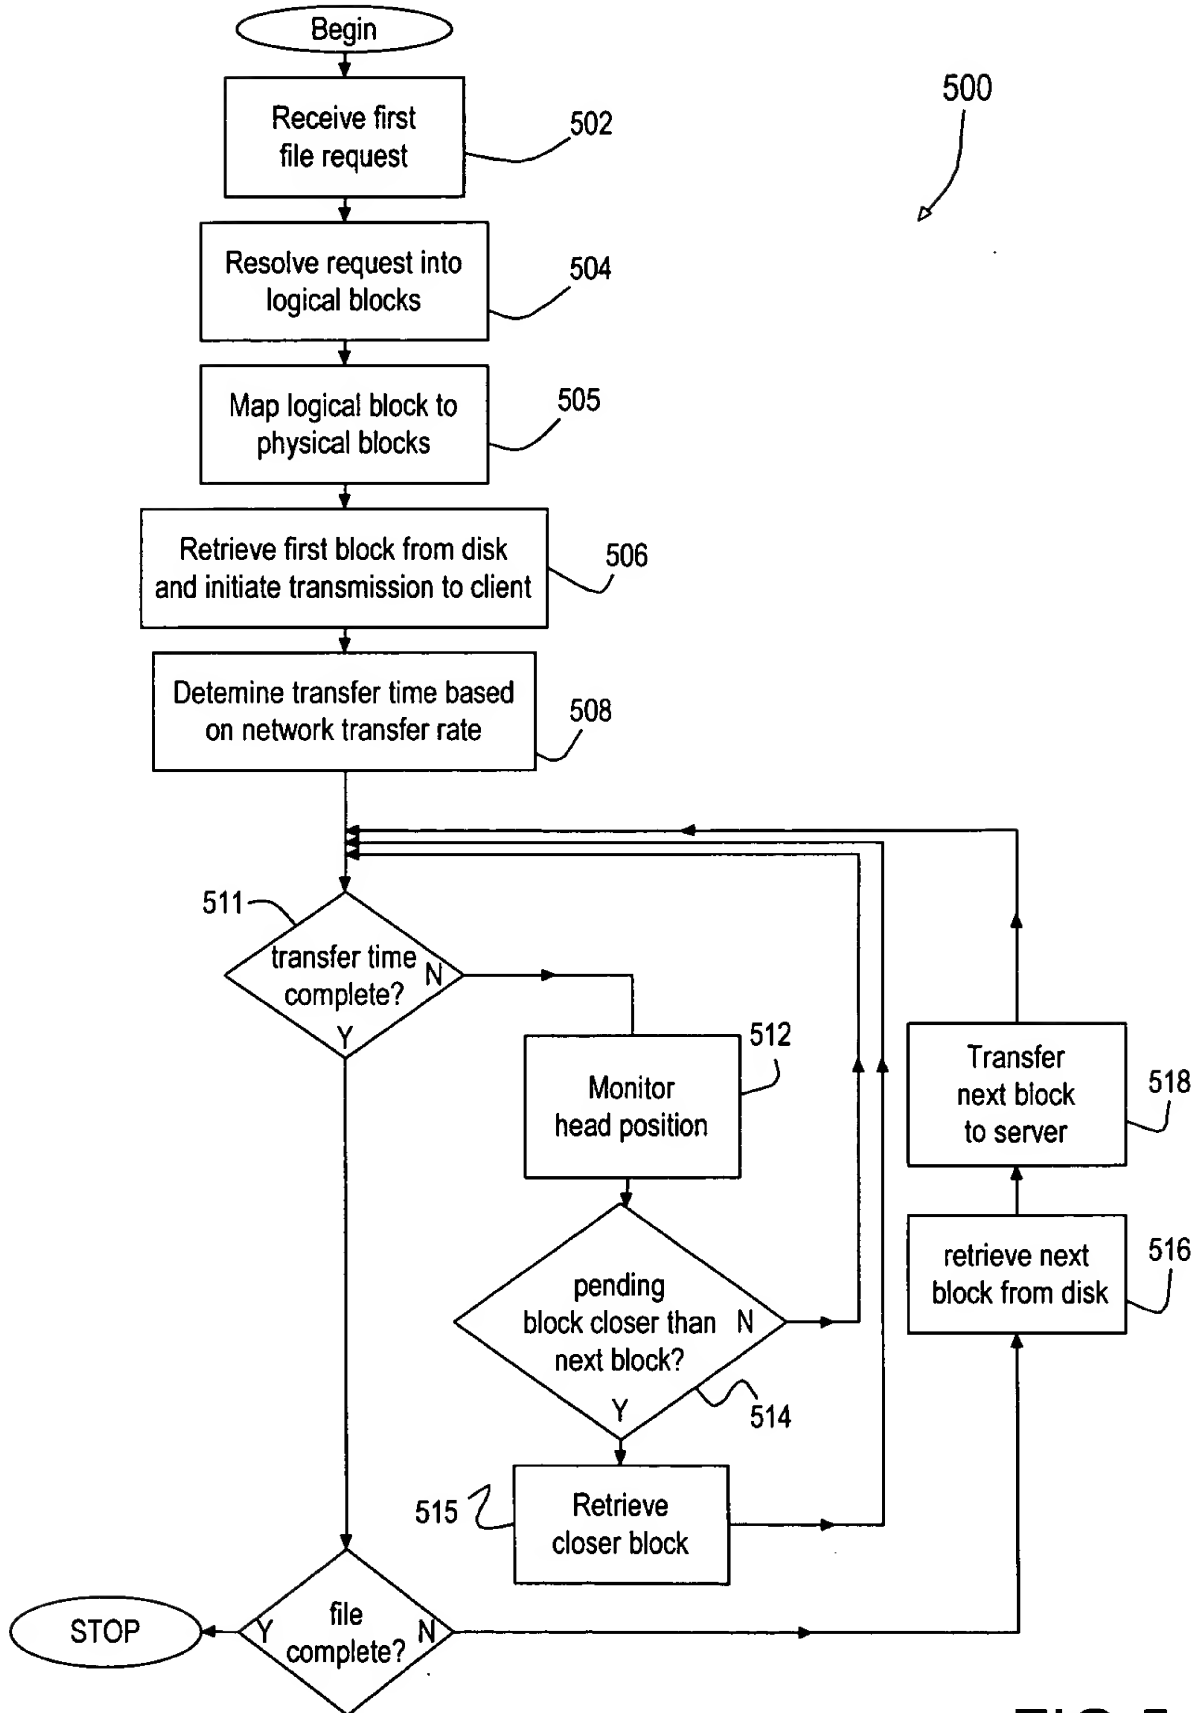 Begin
500
Receive first
file request
502
Resolve request into
logical blocks
504
Map logical block to
physical blocks
505
Retrieve first block from disk
and initiate transmission to client
506
Detemine transfer time based
on network transfer rate
508
511
transfer time
complete?
N
Y
512
Monitor
head position
Transfer
next block
to server
518
retrieve next
block from disk
516
pending
block closer than
next block?
N
Y
514
515
Retrieve
closer block
STOP
Y
file
complete?
N